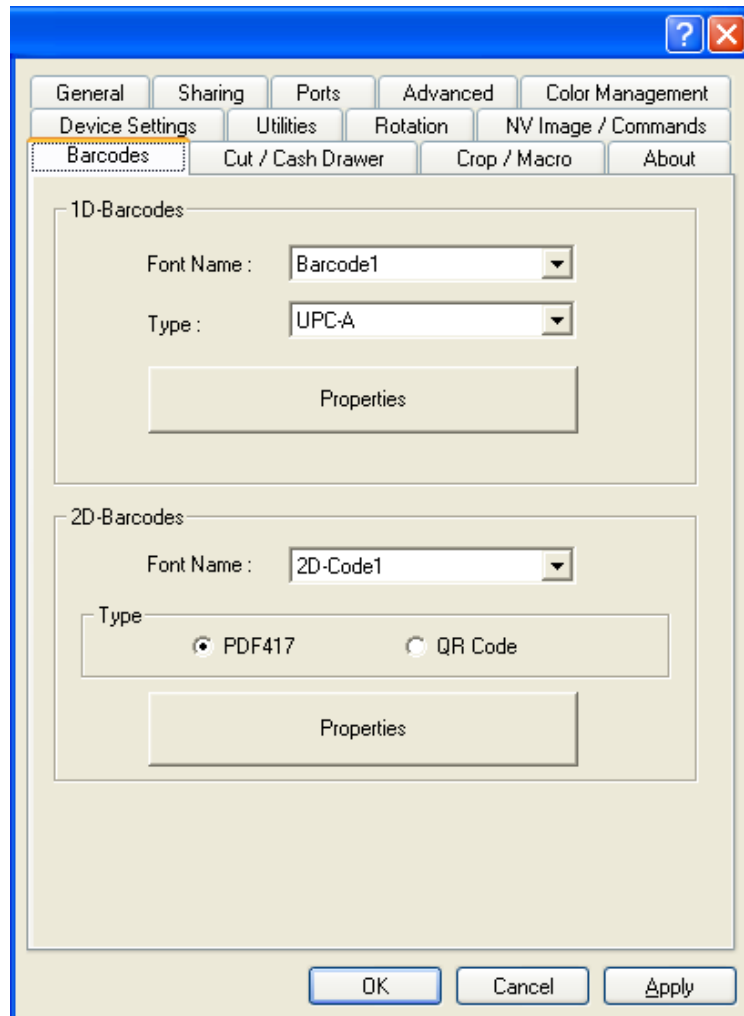 General Sharing Ports Advanced Color Management
Device Settings Utilities Rotation NV Image / Commands
Barcodes Cut / Cash Drawer Crop / Macro About
1D-Barcodes
Font Name : Barcode1
Type : UPC-A
Properties
2D-Barcodes
Font Name : 2D-Code1
Type
PDF417 QR Code
Properties
OK Cancel Apply